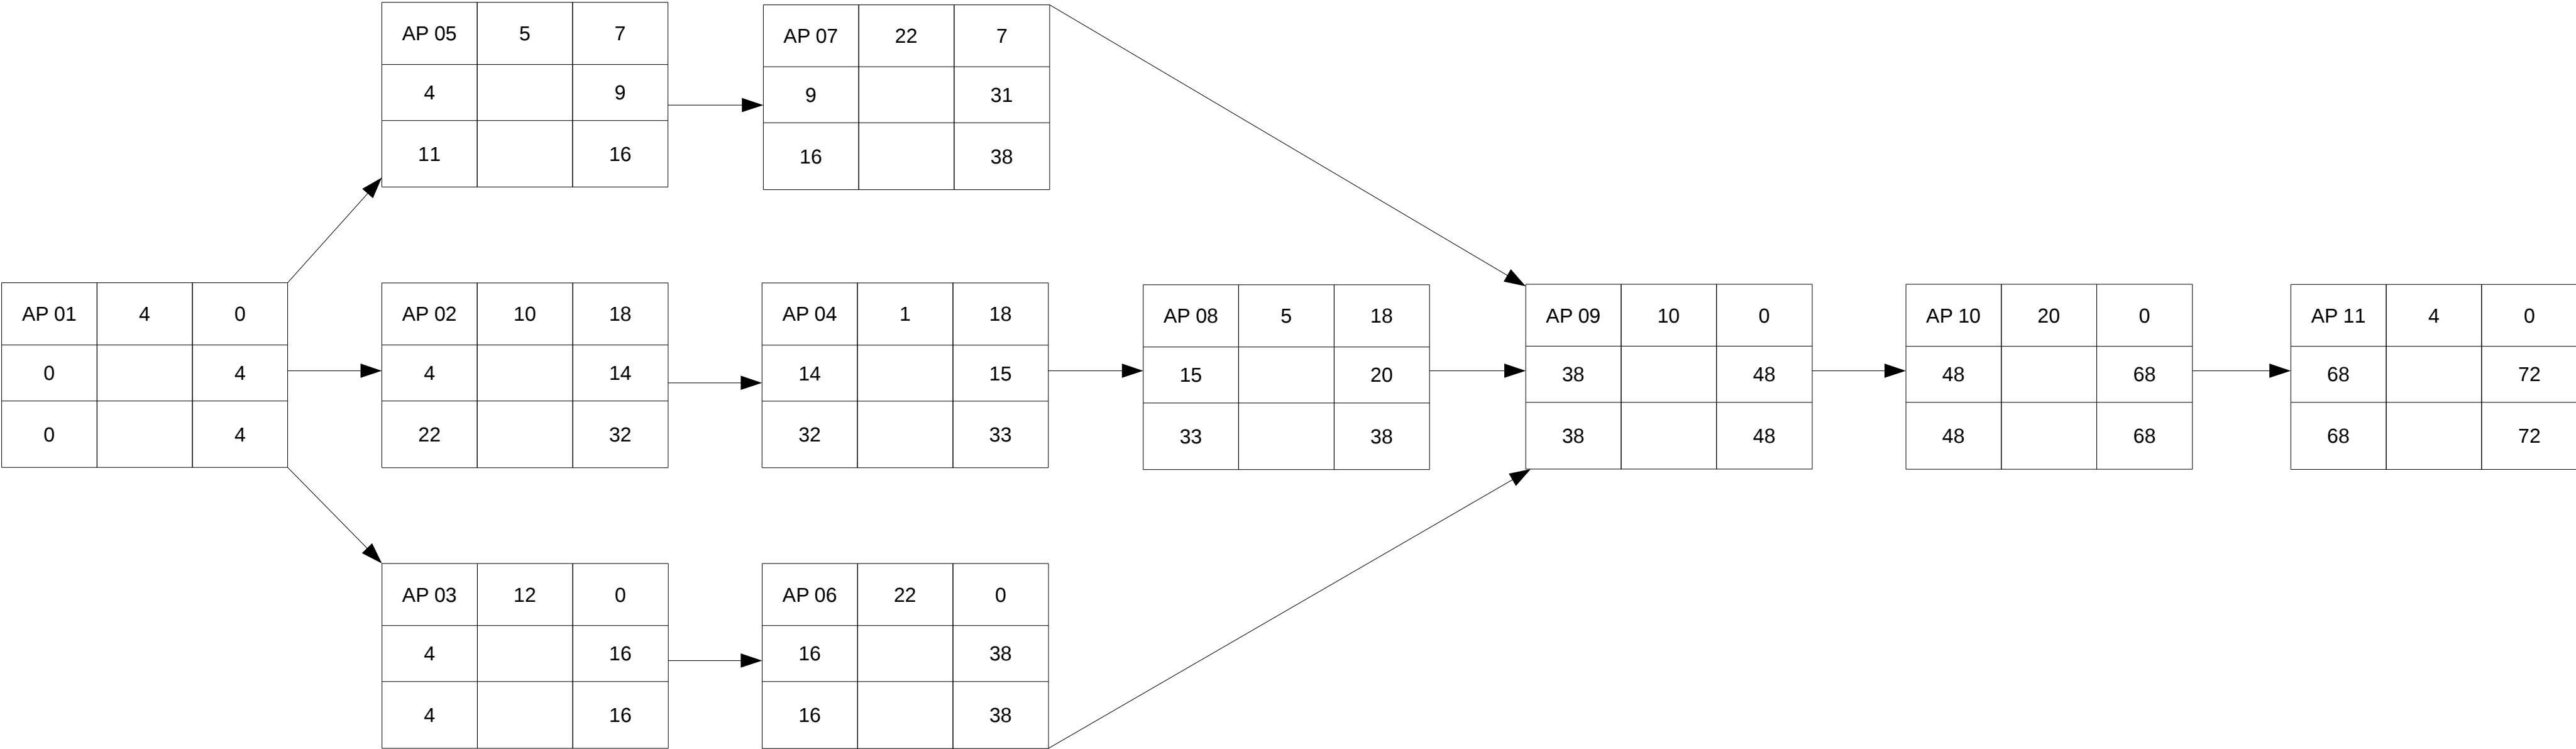 AP 05 5 7
4 9
11 16
AP 07 22 7
9 31
16 38
AP 01 4 0
0 4
0 4
AP 02 10 18
4 14
22 32
AP 04 1 18
14 15
32 33
AP 08 5 18
15 20
33 38
AP 09 10 0
38 48
38 48
AP 10 20 0
48 68
48 68
AP 11 4 0
68 72
68 72
AP 03 12 0
4 16
4 16
AP 06 22 0
16 38
16 38